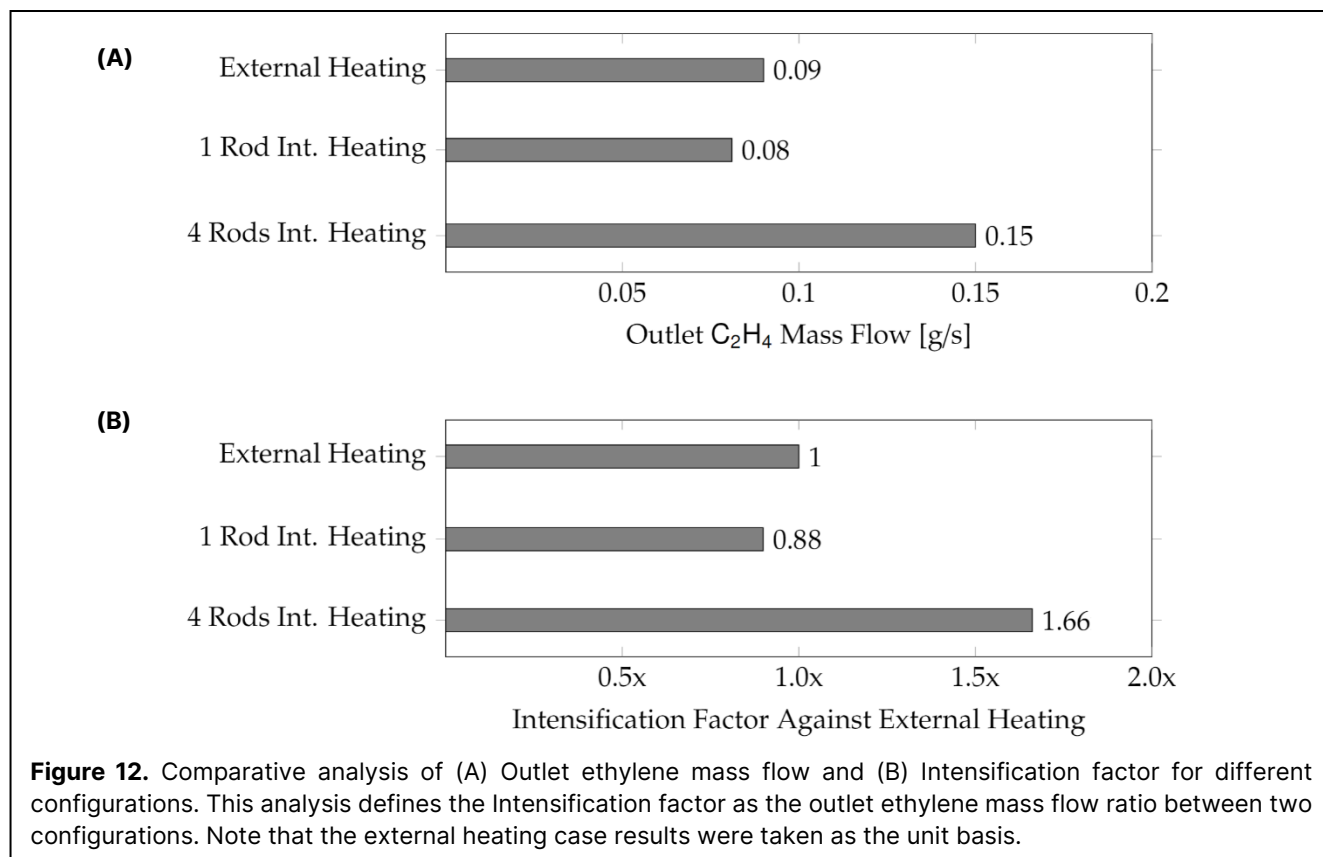 (A)
External Heating 0.09
1 Rod Int. Heating 0.08
4 Rods Int. Heating 0.15
0.05 0.1 0.15 0.2
Outlet C₂H₄ Mass Flow [g/s]
(B)
External Heating 1
1 Rod Int. Heating 0.88
4 Rods Int. Heating 1.66
0.5x 1.0x 1.5x 2.0x
Intensification Factor Against External Heating
Figure 12. Comparative analysis of (A) Outlet ethylene mass flow and (B) Intensification factor for different
configurations. This analysis defines the Intensification factor as the outlet ethylene mass flow ratio between two
configurations. Note that the external heating case results were taken as the unit basis.